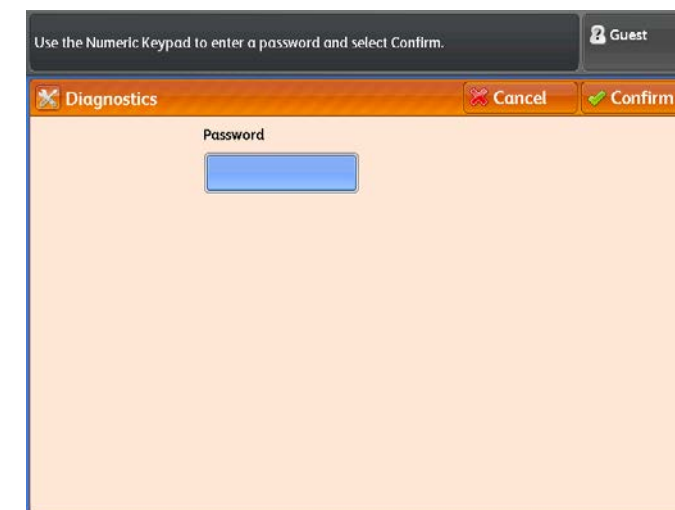 Use the Numeric Keypad to enter a password and select Confirm.
Guest
Diagnostics
Cancel
Confirm
Password